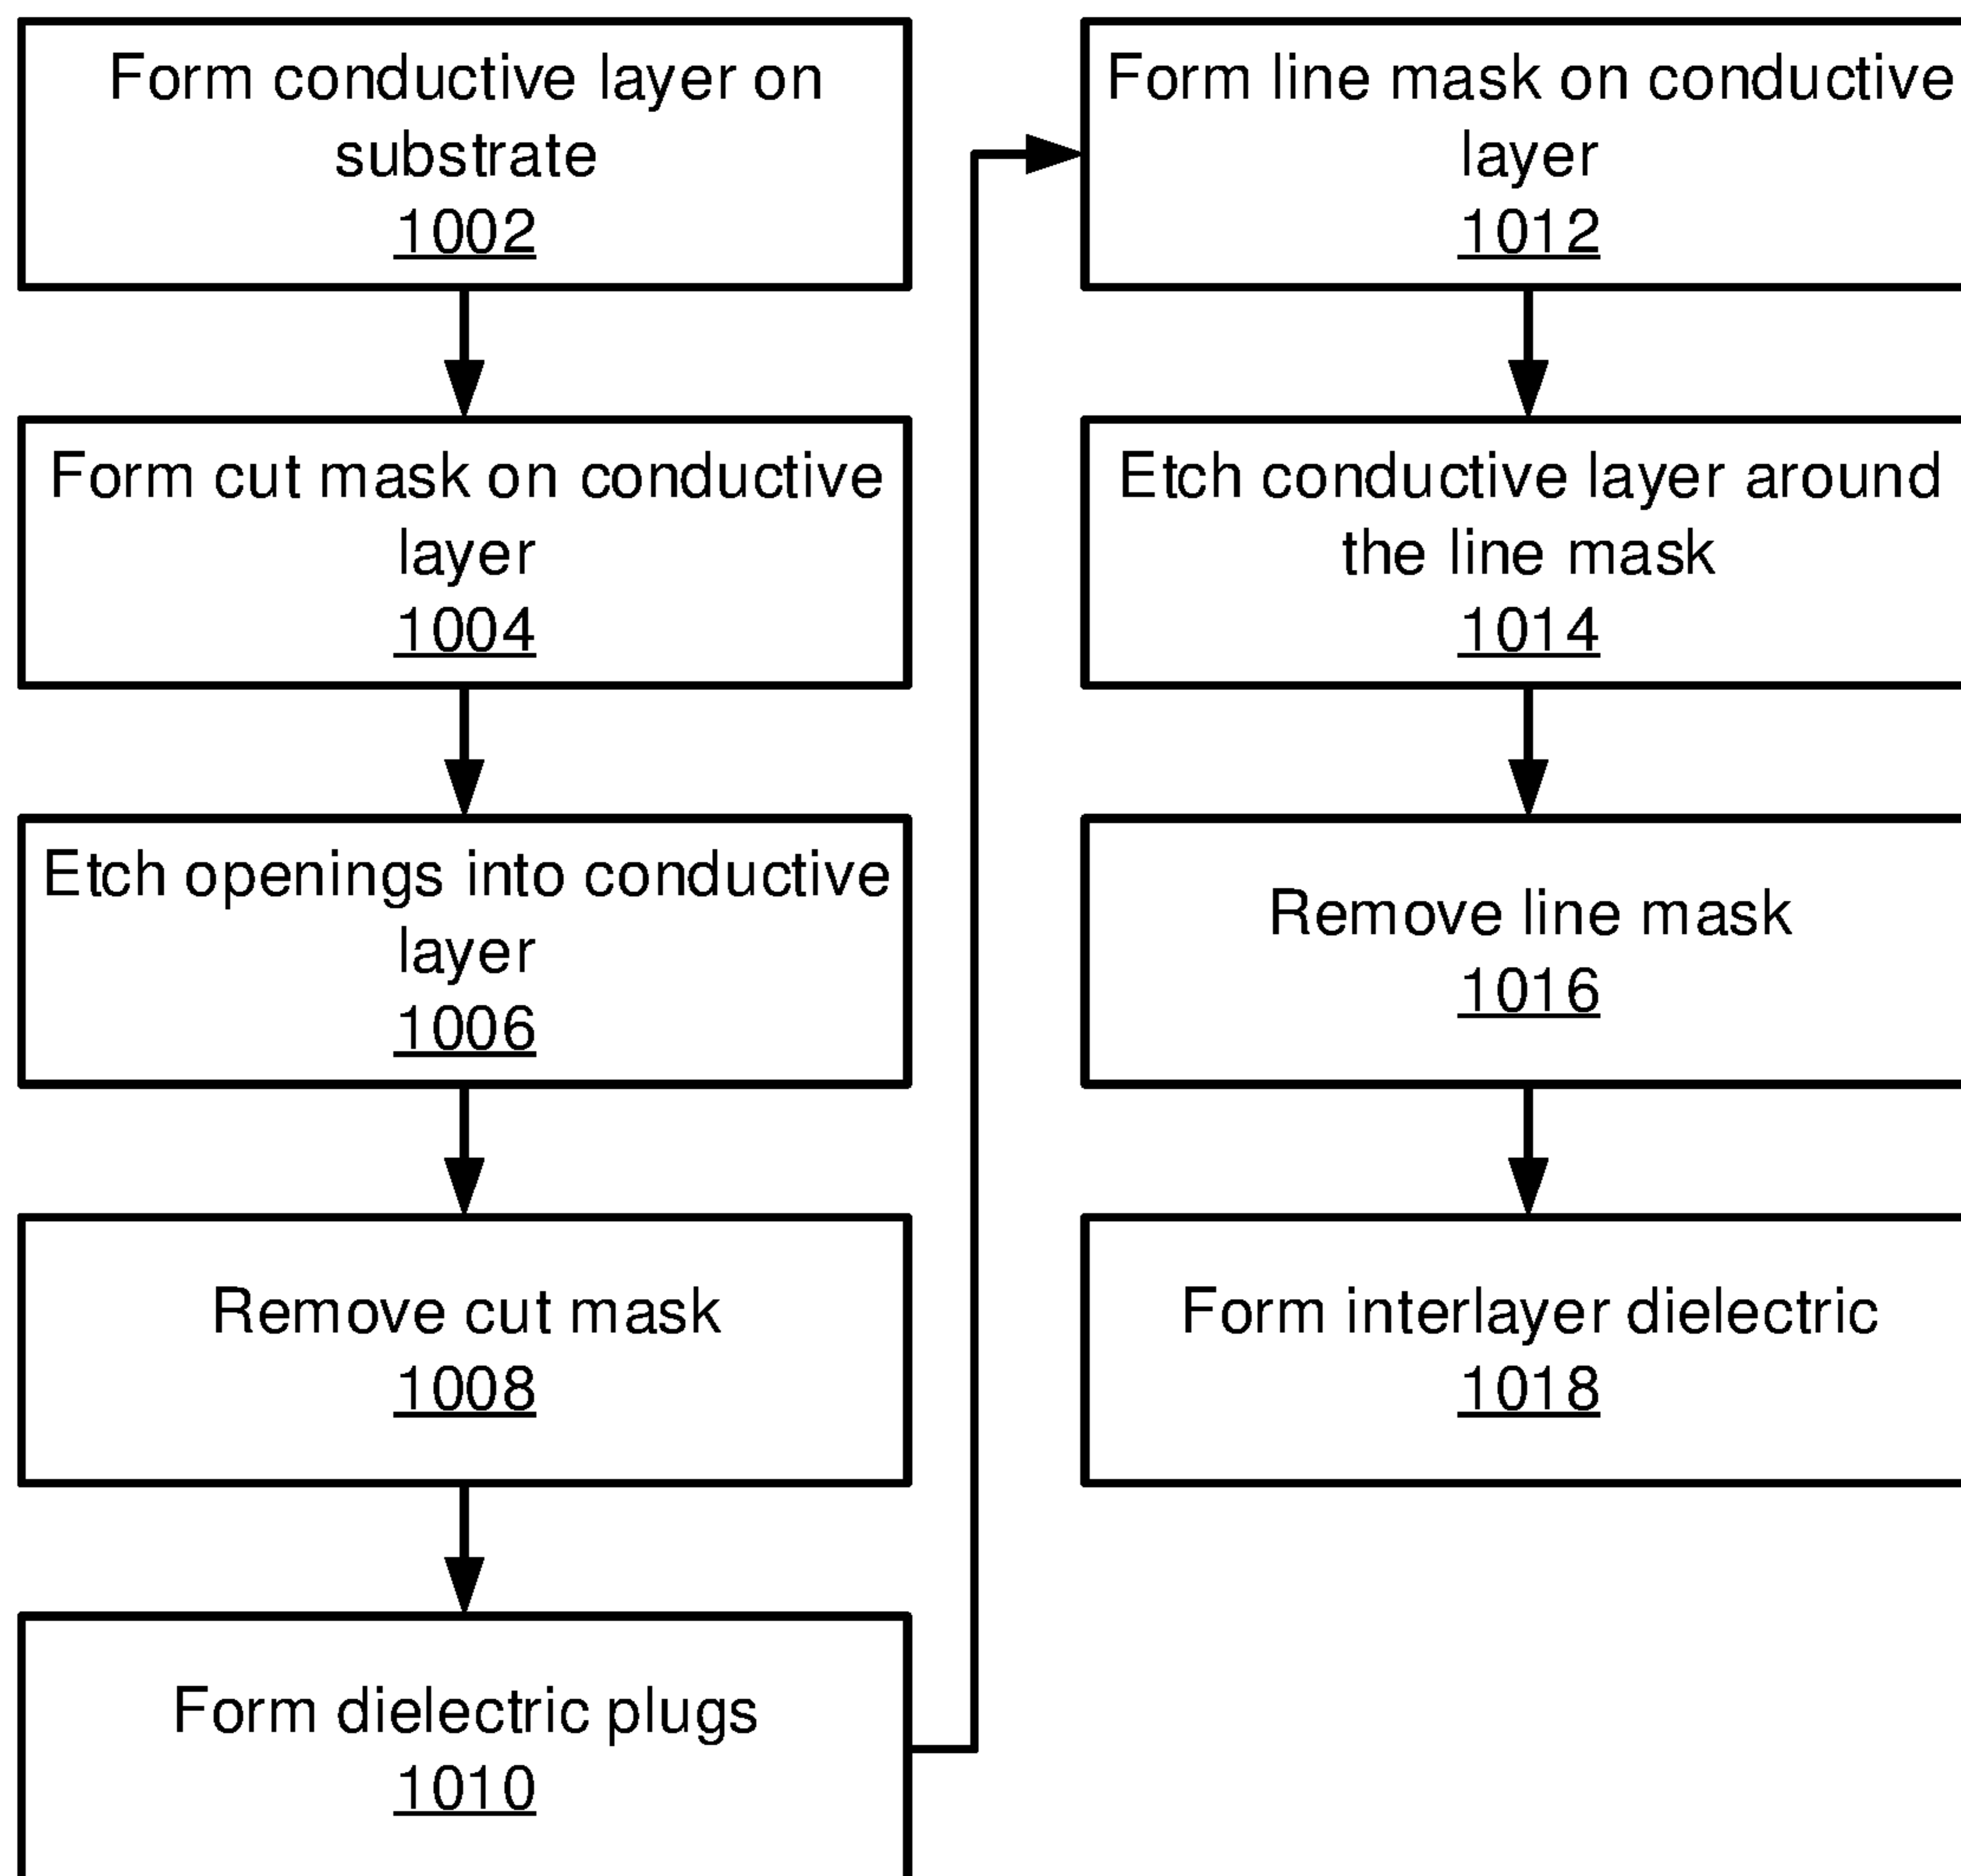 Form conductive layer on
substrate
1002
Form cut mask on conductive
layer
1004
Etch openings into conductive
layer
1006
Remove cut mask
1008
Form dielectric plugs
1010
Form line mask on conductive
layer
1012
Etch conductive layer around
the line mask
1014
Remove line mask
1016
Form interlayer dielectric
1018